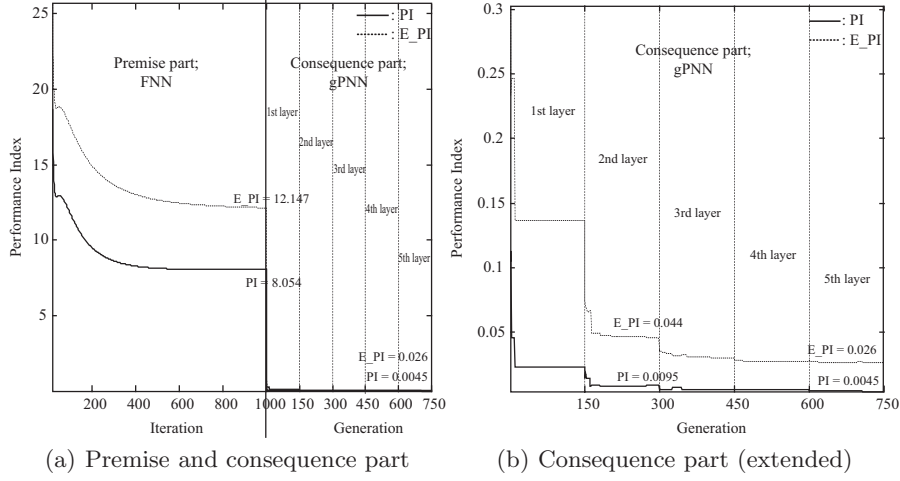 25
20
15
10
5
Performance Index
: PI
: E_PI
Premise part;
FNN
Consequence part;
gPNN
1st layer
2nd layer
3rd layer
4th layer
5th layer
E_PI = 12.147
PI = 8.054
E_PI = 0.026
PI = 0.0045
200 400 600 800 1000 150 300 450 600 750
Iteration
Generation
(a) Premise and consequence part
0.3
0.25
0.2
0.15
0.1
0.05
Performance Index
: PI
: E_PI
Consequence part;
gPNN
1st layer
2nd layer
3rd layer
4th layer
5th layer
E_PI = 0.044
PI = 0.0095
E_PI = 0.026
PI = 0.0045
150 300 450 600 750
Generation
(b) Consequence part (extended)